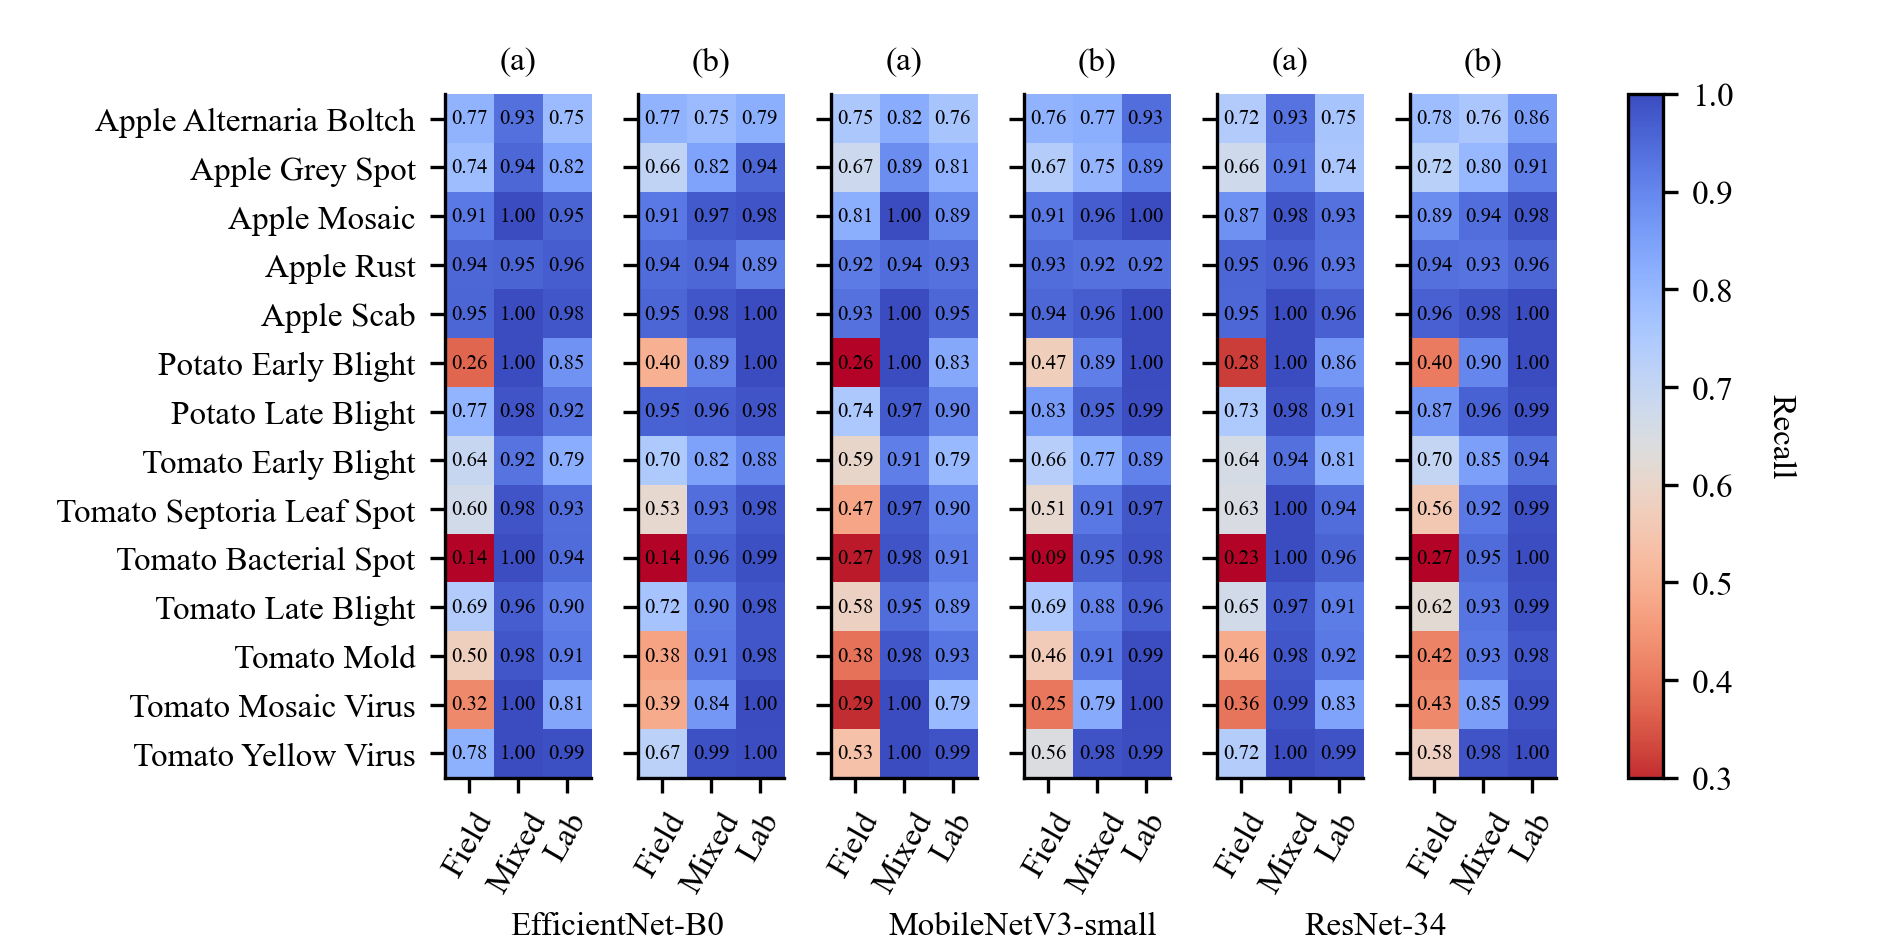 (a) (b) (a) (b) (a) (b)
Apple Alternaria Boltch 0.77 0.93 0.75 0.77 0.75 0.79 0.75 0.82 0.76 0.76 0.77 0.93 0.72 0.93 0.75 0.78 0.76 0.86 1.0
Apple Grey Spot 0.74 0.94 0.82 0.66 0.82 0.94 0.67 0.89 0.81 0.67 0.75 0.89 0.66 0.91 0.74 0.72 0.80 0.91 0.9
Apple Mosaic 0.91 1.00 0.95 0.91 0.97 0.98 0.81 1.00 0.89 0.91 0.96 1.00 0.87 0.98 0.93 0.89 0.94 0.98
Apple Rust 0.94 0.95 0.96 0.94 0.94 0.89 0.92 0.94 0.93 0.93 0.92 0.92 0.95 0.96 0.93 0.94 0.93 0.96 0.8
Apple Scab 0.95 1.00 0.98 0.95 0.98 1.00 0.93 1.00 0.95 0.94 0.96 1.00 0.95 1.00 0.96 0.96 0.98 1.00
Potato Early Blight 0.26 1.00 0.85 0.40 0.89 1.00 0.26 1.00 0.83 0.47 0.89 1.00 0.28 1.00 0.86 0.40 0.90 1.00 0.7
Potato Late Blight 0.77 0.98 0.92 0.95 0.96 0.98 0.74 0.97 0.90 0.83 0.95 0.99 0.73 0.98 0.91 0.87 0.96 0.99
Recall
Tomato Early Blight 0.64 0.92 0.79 0.70 0.82 0.88 0.59 0.91 0.79 0.66 0.77 0.89 0.64 0.94 0.81 0.70 0.85 0.94 0.6
Tomato Septoria Leaf Spot 0.60 0.98 0.93 0.53 0.93 0.98 0.47 0.97 0.90 0.51 0.91 0.97 0.63 1.00 0.94 0.56 0.92 0.99
Tomato Bacterial Spot 0.14 1.00 0.94 0.14 0.96 0.99 0.27 0.98 0.91 0.09 0.95 0.98 0.23 1.00 0.96 0.27 0.95 1.00 0.5
Tomato Late Blight 0.69 0.96 0.90 0.72 0.90 0.98 0.58 0.95 0.89 0.69 0.88 0.96 0.65 0.97 0.91 0.62 0.93 0.99
Tomato Mold 0.50 0.98 0.91 0.38 0.91 0.98 0.38 0.98 0.93 0.46 0.91 0.99 0.46 0.98 0.92 0.42 0.93 0.98 0.4
Tomato Mosaic Virus 0.32 1.00 0.81 0.39 0.84 1.00 0.29 1.00 0.79 0.25 0.79 1.00 0.36 0.99 0.83 0.43 0.85 0.99
Tomato Yellow Virus 0.78 1.00 0.99 0.67 0.99 1.00 0.53 1.00 0.99 0.56 0.98 0.99 0.72 1.00 0.99 0.58 0.98 1.00 0.3
Field Mixed Lab Field Mixed Lab Field Mixed Lab Field Mixed Lab Field Mixed Lab Field Mixed Lab
EfficientNet-B0 MobileNetV3-small ResNet-34